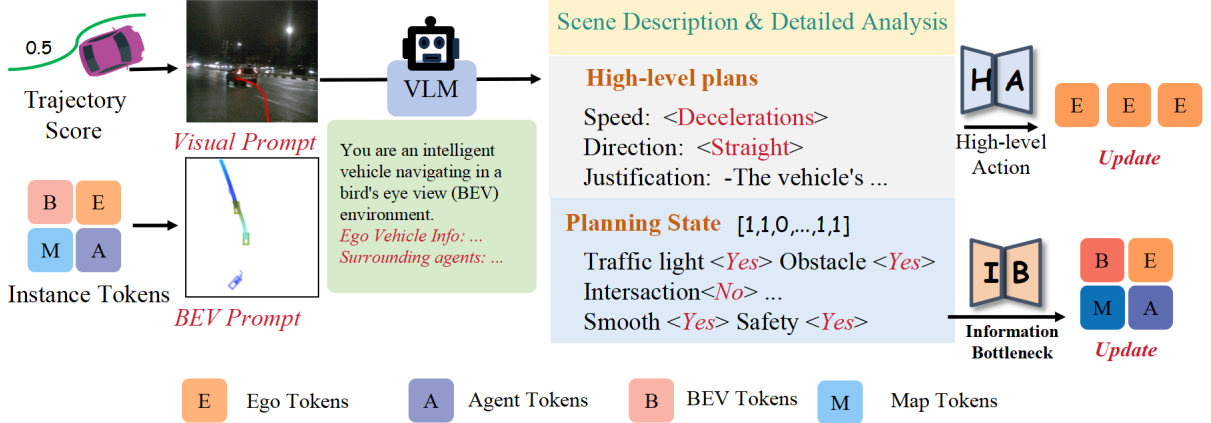 0.5
Trajectory
Score
Visual Prompt
B
E
M
A
Instance Tokens
BEV Prompt
VLM
You are an intelligent
vehicle navigating in a
bird's eye view (BEV)
environment.
Ego Vehicle Info: ...
Surrounding agents: ...
Scene Description & Detailed Analysis
High-level plans
Speed: <Decelerations>
Direction: <Straight>
Justification: -The vehicle's ...
Planning State [1,1,0,...,1,1]
Traffic light <Yes> Obstacle <Yes>
Intersaction<No> ...
Smooth <Yes> Safety <Yes>
H A
High-level
Action
E E E
Update
I B
Information
Bottleneck
B E
M A
Update
E Ego Tokens
A Agent Tokens
B BEV Tokens
M Map Tokens